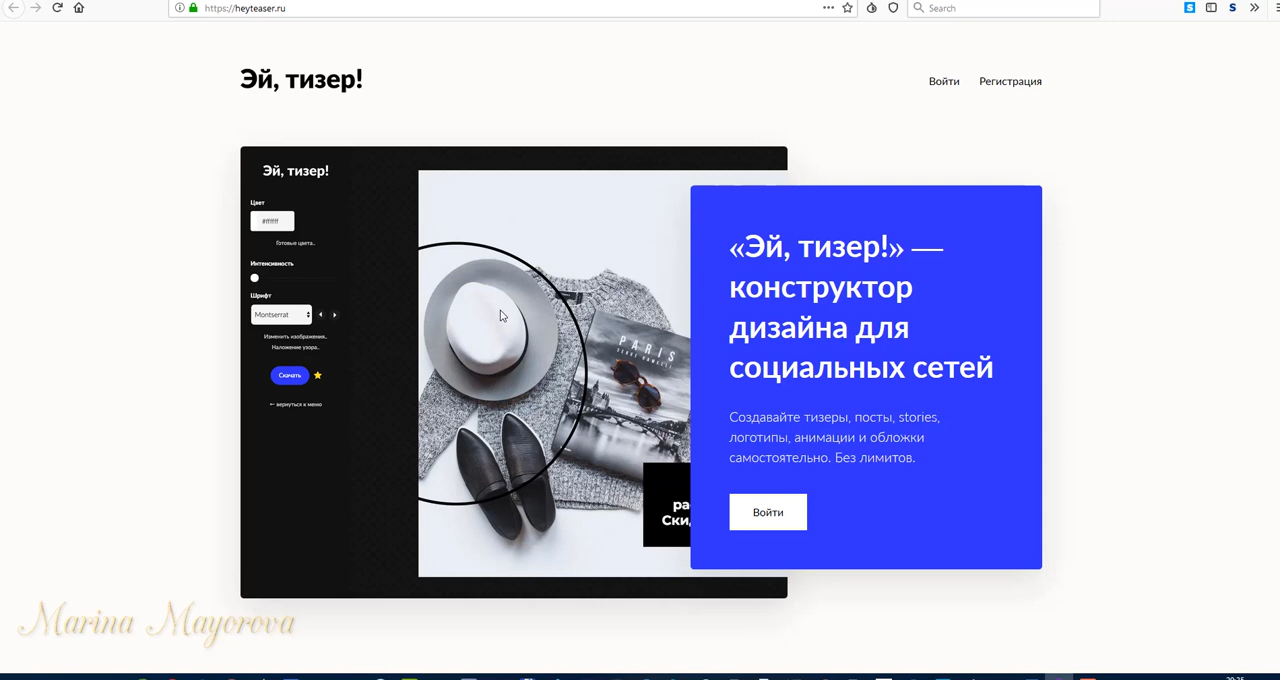 https://heyteaser.ru
Search
Эй, тизер!
Войти
Регистрация
Эй, тизер!
Цвет
#ffffff
Готовые цвета..
Интенсивность
Шрифт
Montserrat
Изменить изображения..
Наложение узора..
Скачать
← вернуться к меню
PARIS
ра
Ски
«Эй, тизер!» —
конструктор
дизайна для
социальных сетей
Создавайте тизеры, посты, stories,
логотипы, анимации и обложки
самостоятельно. Без лимитов.
Войти
Marina Mayorova